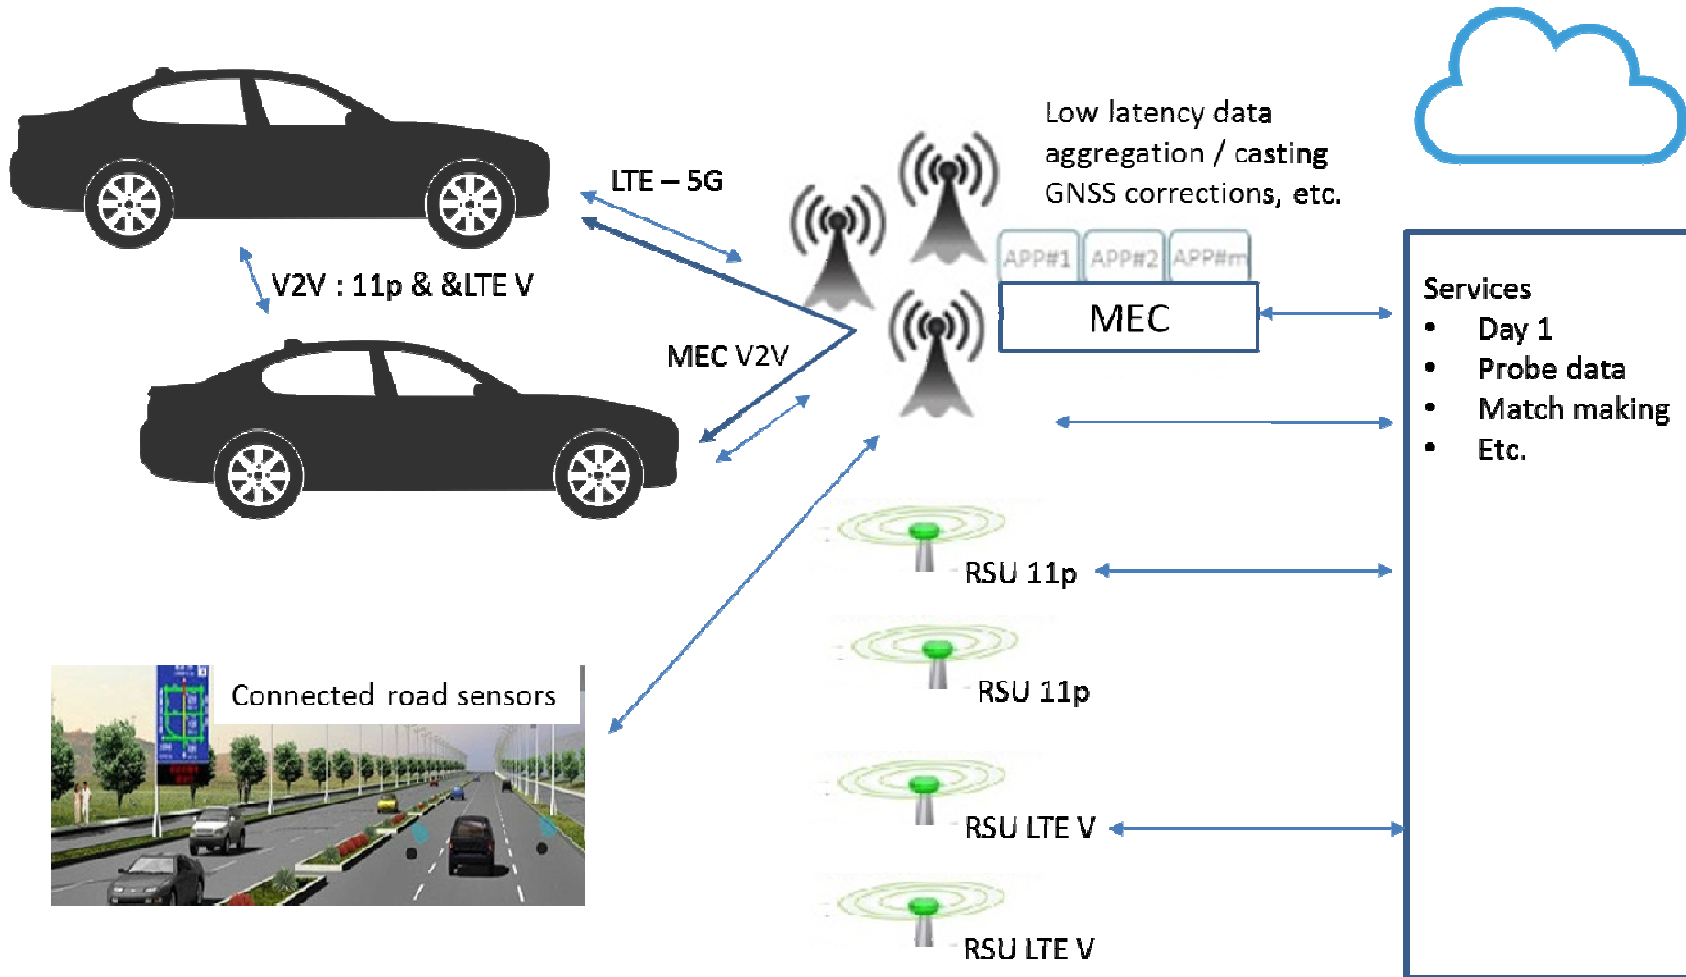 Low latency data
aggregation / casting
GNSS corrections, etc.
LTE – 5G
APP#1
APP#2
APP#m
V2V : 11p & &LTE V
MEC
MEC V2V
Services
• Day 1
• Probe data
• Match making
• Etc.
RSU 11p
RSU 11p
Connected road sensors
RSU LTE V
RSU LTE V